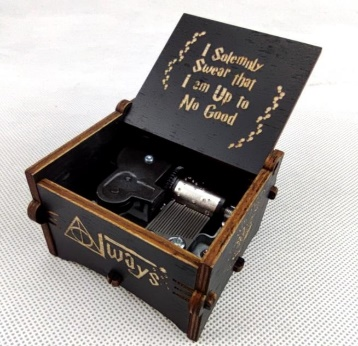 I Solemnly
Swear that
I am Up to
No Good
Always